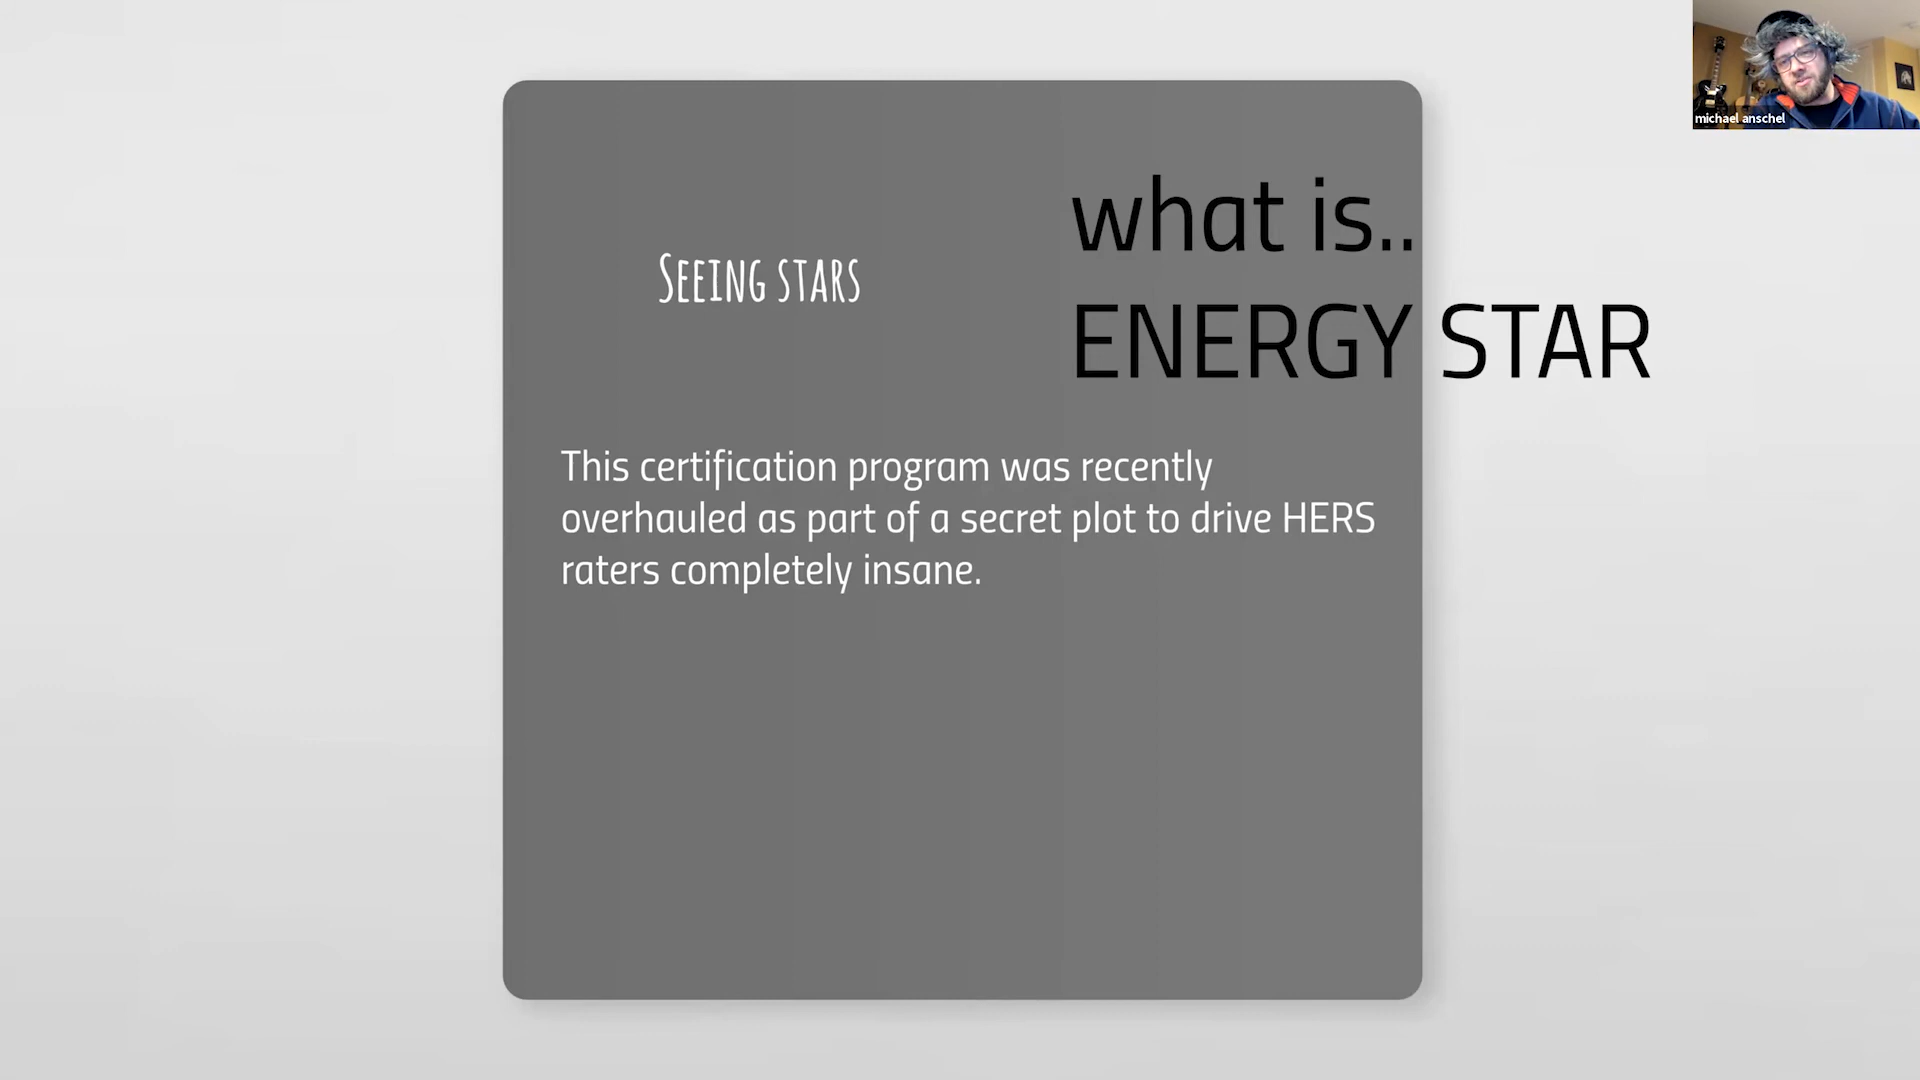 michael anschel
what is..
ENERGY STAR
SEEING STARS
This certification program was recently
overhauled as part of a secret plot to drive HERS
raters completely insane.